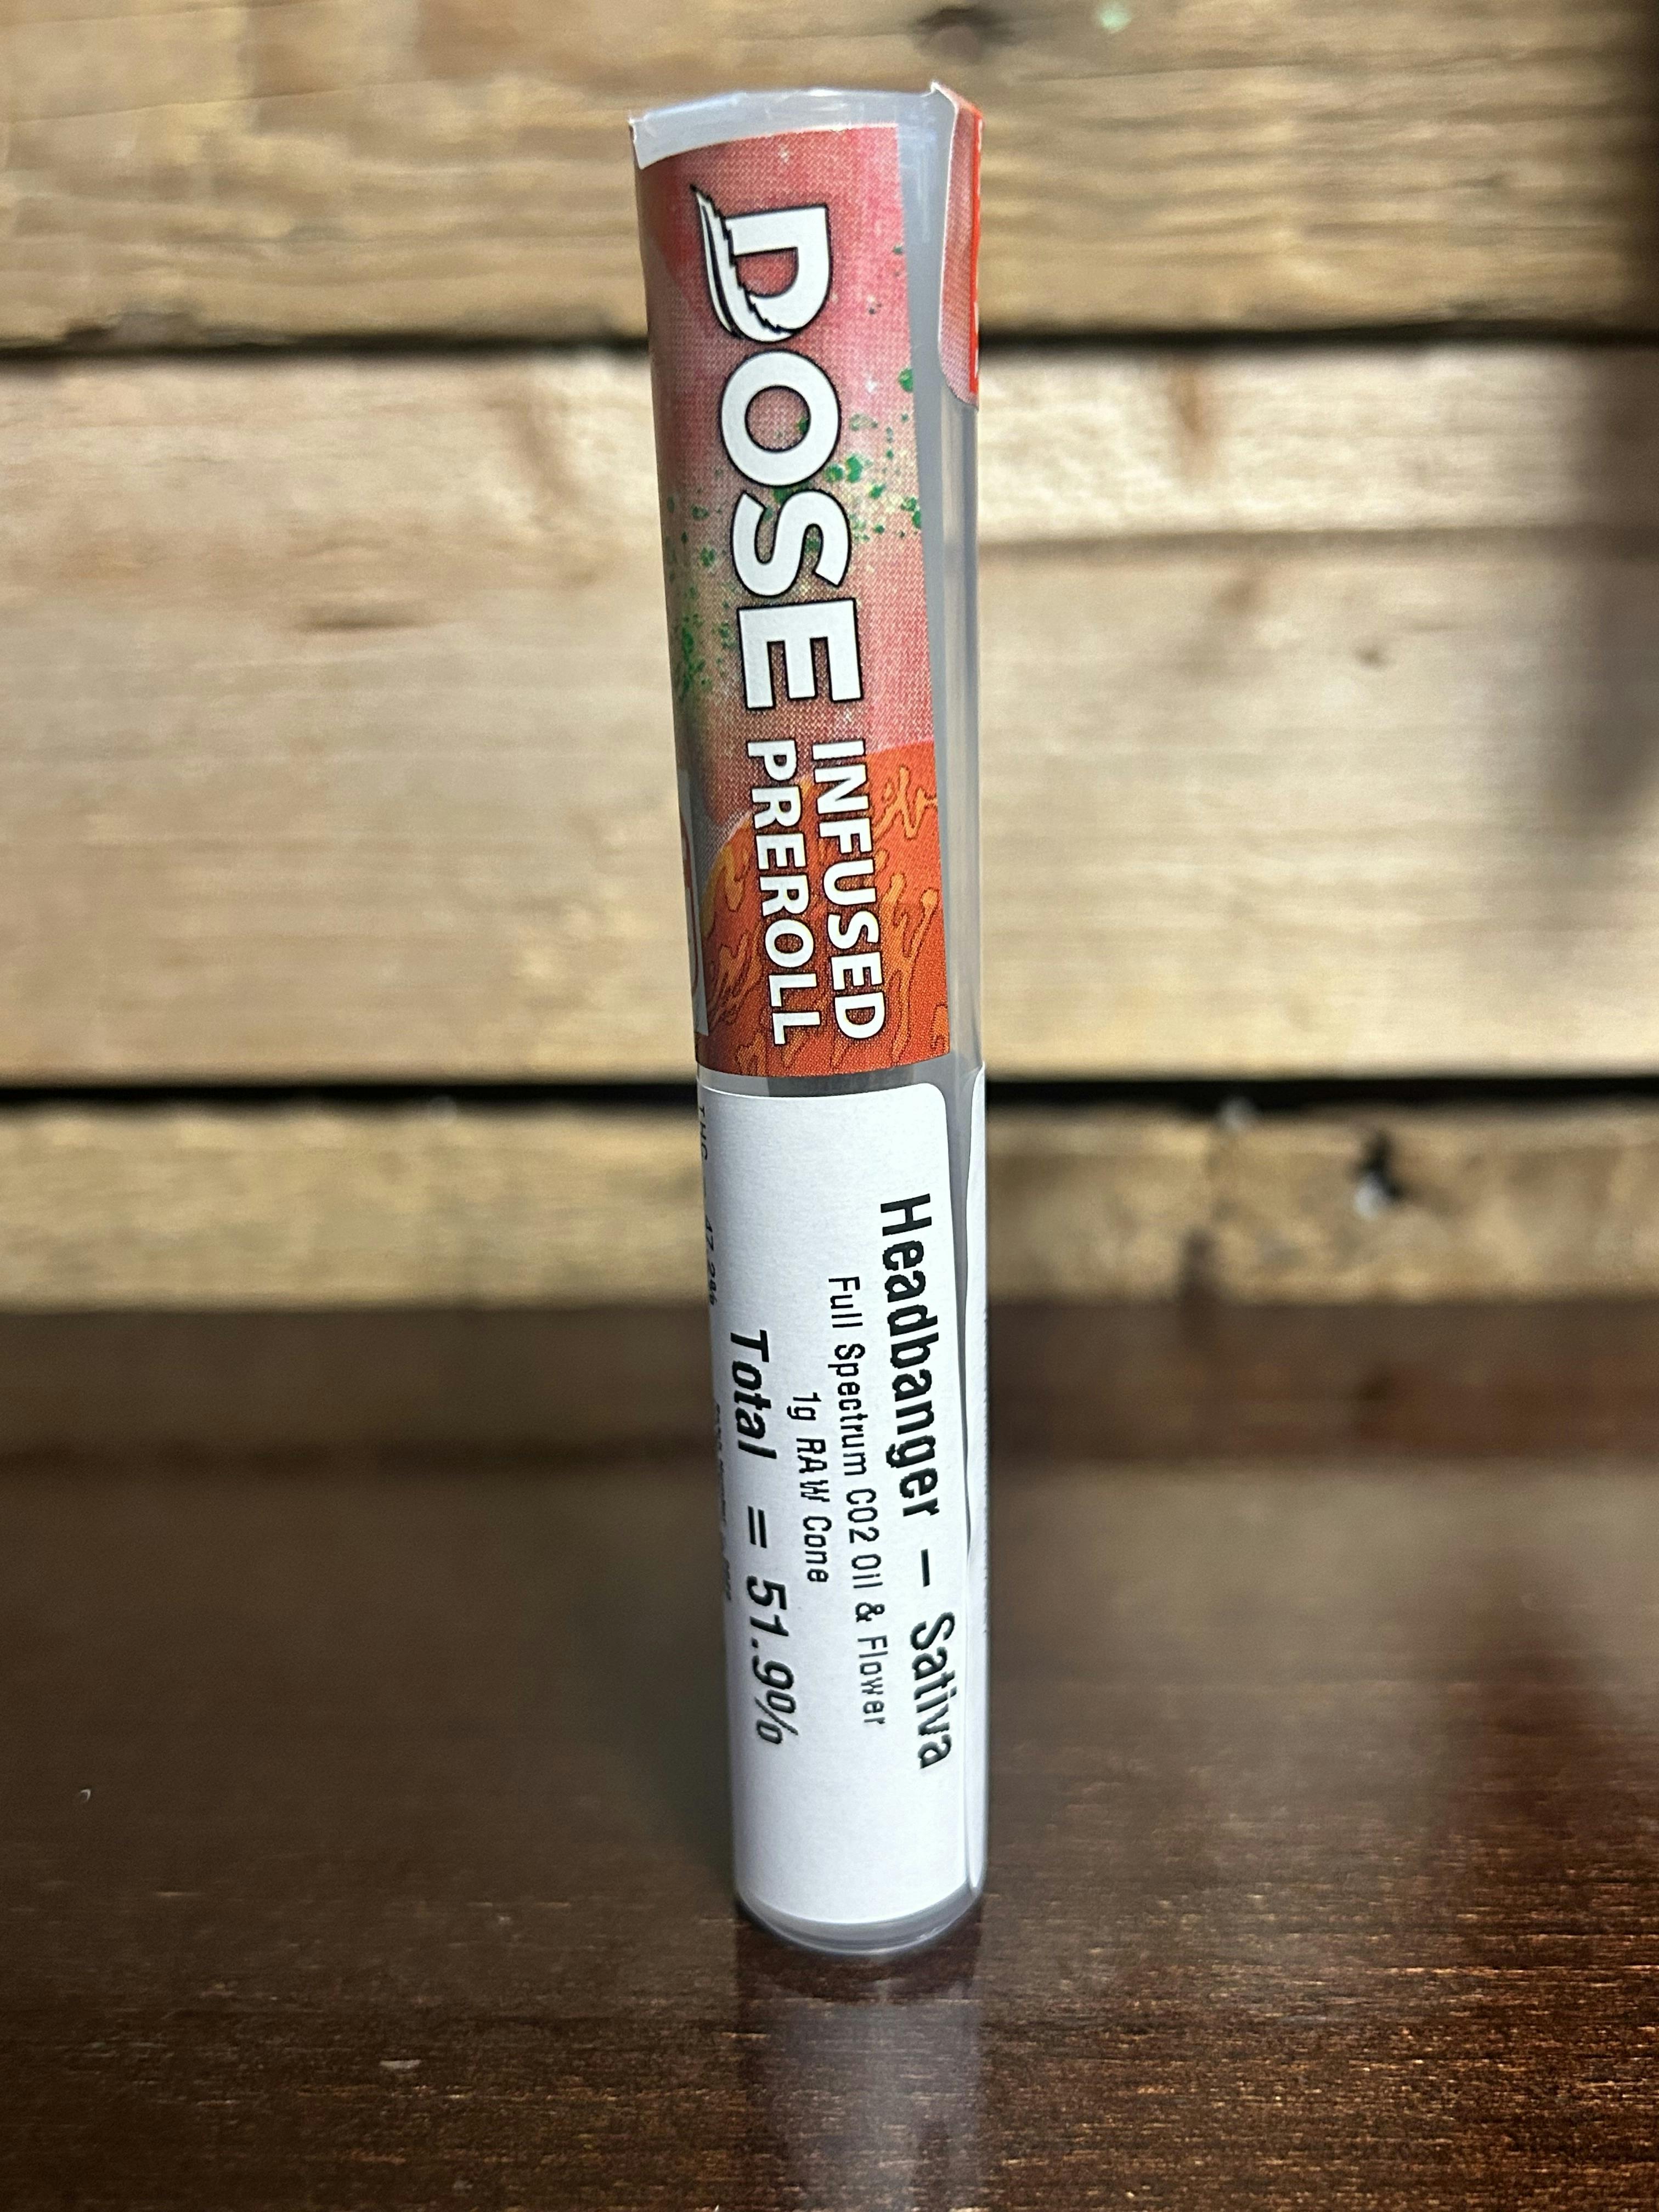 DOSE
INFUSED
PREROLL
Headbanger - Sativa
Full Spectrum CO2 Oil & Flower
1g RAW Cone
Total = 51.9%